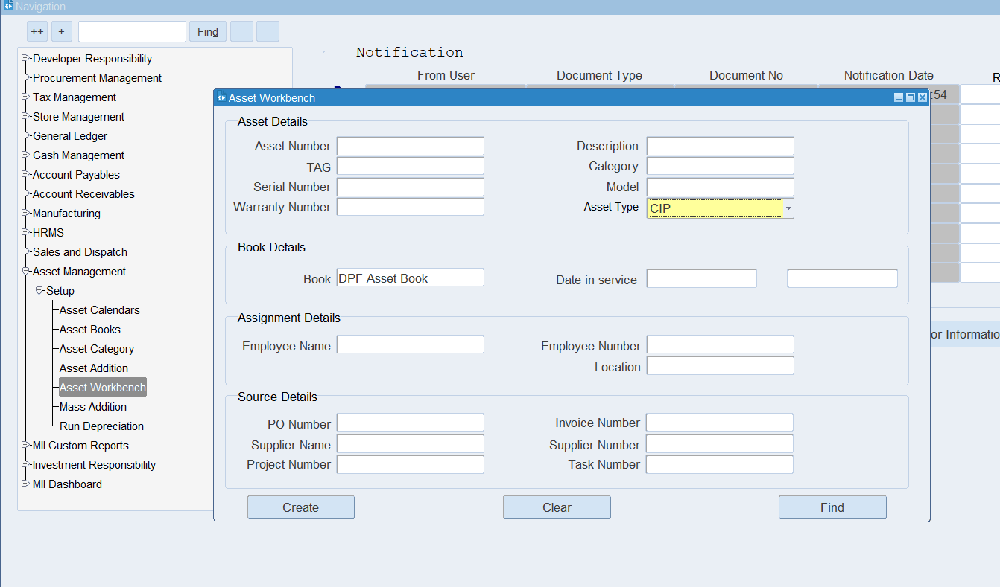 Navigation
++ + Find - --
Developer Responsibility
Procurement Management
Tax Management
Store Management
General Ledger
Cash Management
Account Payables
Account Receivables
Manufacturing
HRMS
Sales and Dispatch
Asset Management
Setup
Asset Calendars
Asset Books
Asset Category
Asset Addition
Asset Workbench
Mass Addition
Run Depreciation
MII Custom Reports
Investment Responsibility
MII Dashboard
Notification
From User Document Type Document No Notification Date R
:54
or Informatio
Asset Workbench
Asset Details
Asset Number Description
TAG Category
Serial Number Model
Warranty Number Asset Type CIP
Book Details
Book DPF Asset Book Date in service
Assignment Details
Employee Name Employee Number
Location
Source Details
PO Number Invoice Number
Supplier Name Supplier Number
Project Number Task Number
Create Clear Find